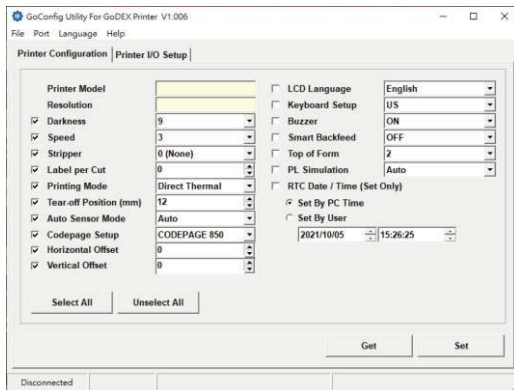 GoConfig Utility For GoDEX Printer V1.006
File Port Language Help
Printer Configuration Printer I/O Setup
Printer Model
Resolution
Darkness 9
Speed 3
Stripper 0 (None)
Label per Cut 0
Printing Mode Direct Thermal
Tear-off Position (mm) 12
Auto Sensor Mode Auto
Codepage Setup CODEPAGE 850
Horizontal Offset 0
Vertical Offset 0
Select All Unselect All
LCD Language English
Keyboard Setup US
Buzzer ON
Smart Backfeed OFF
Top of Form 2
PL Simulation Auto
RTC Date / Time (Set Only)
Set By PC Time
Set By User
2021/10/05 15:26:25
Get Set
Disconnected